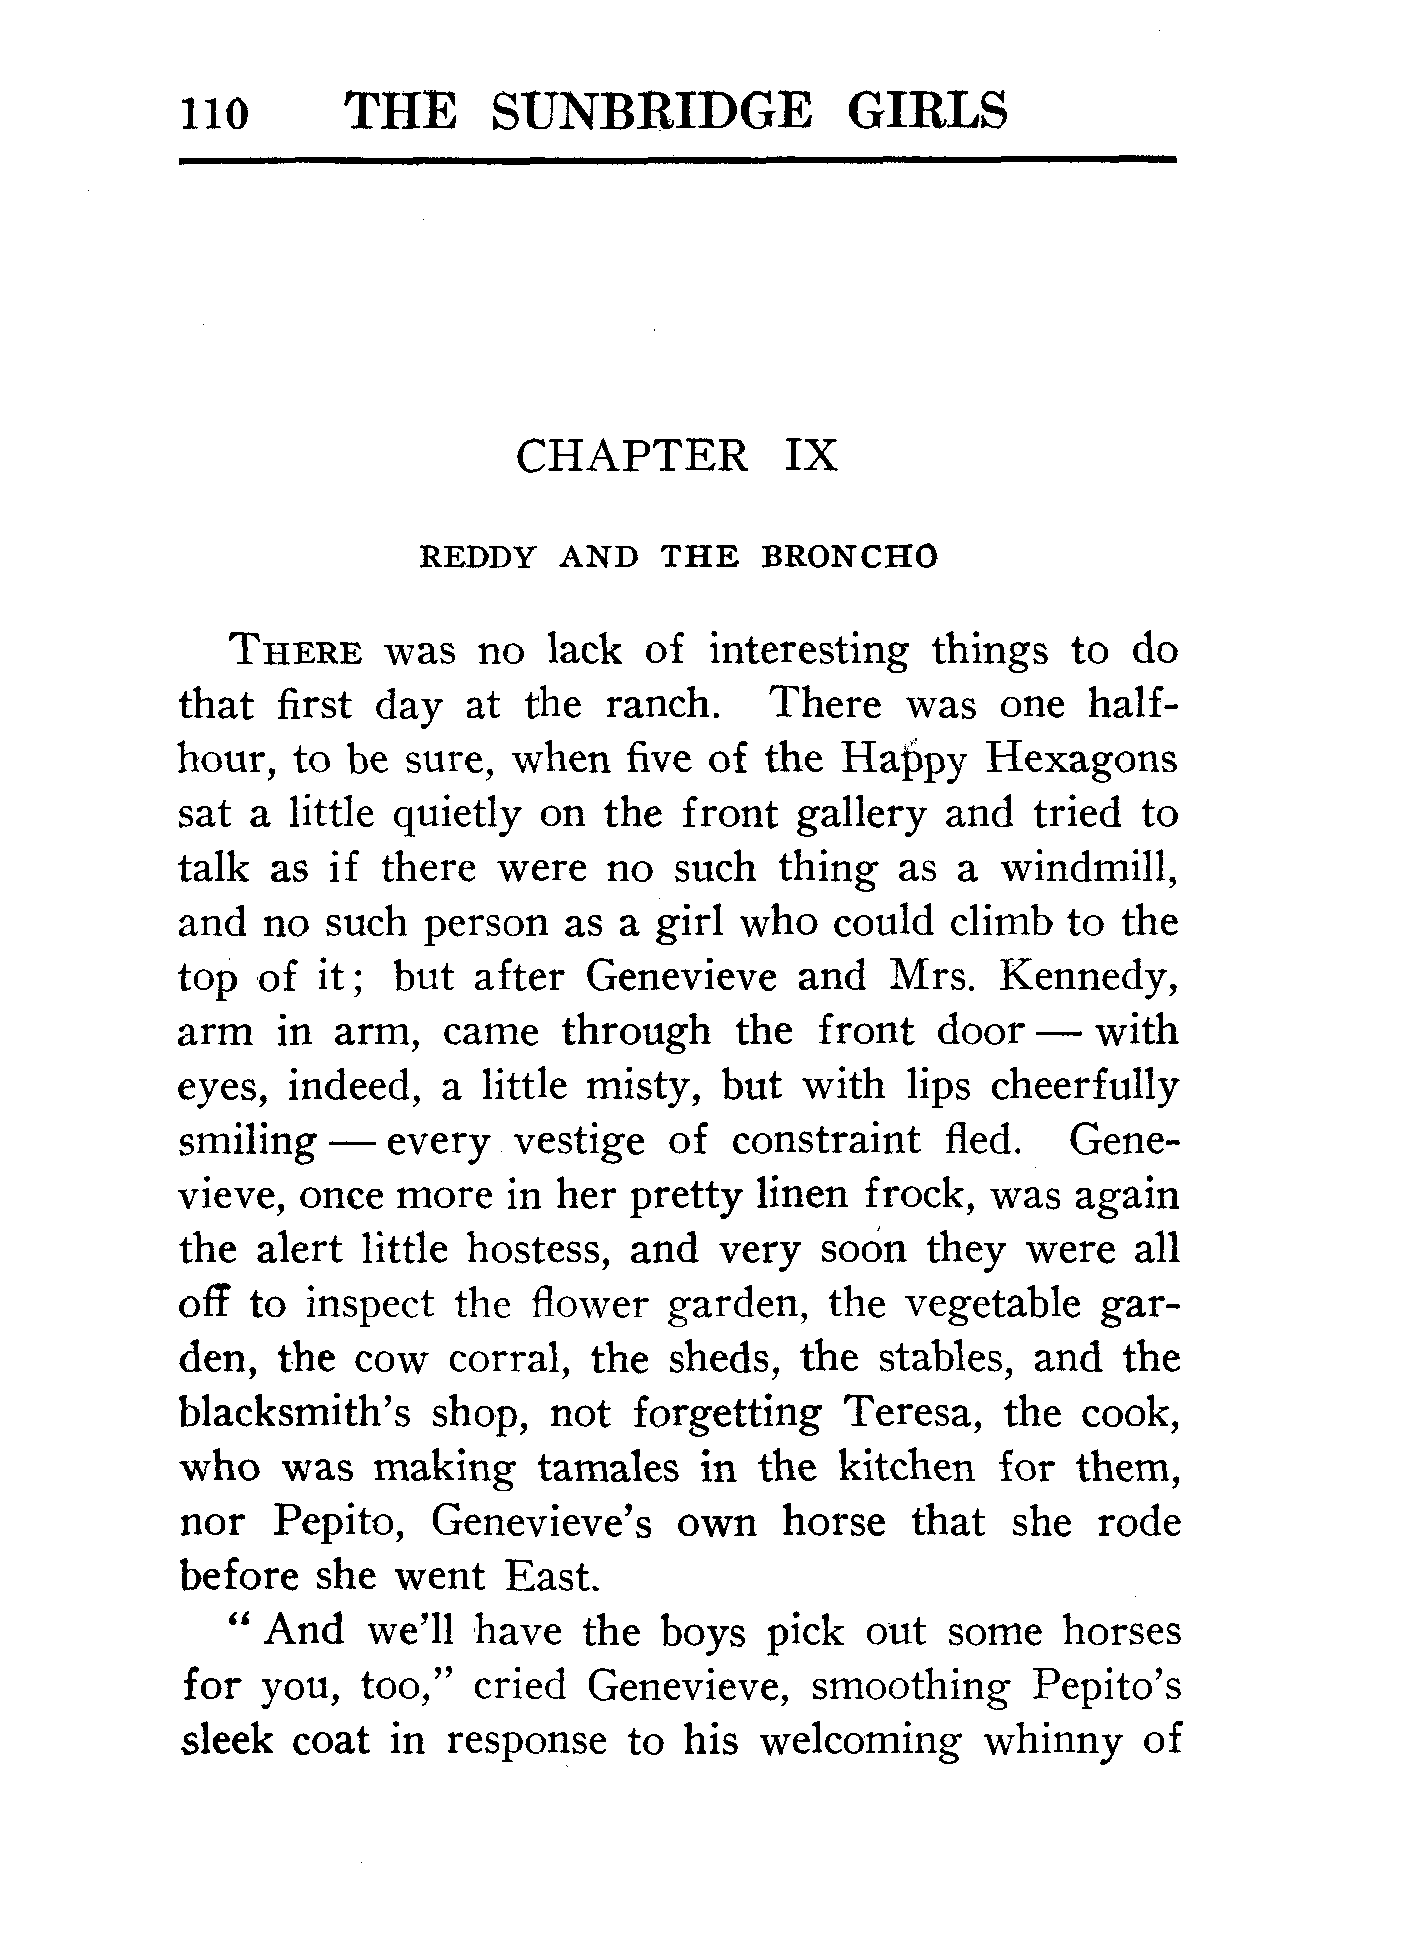 110 THE SUNBRIDGE GIRLS
CHAPTER IX
REDDY AND THE BRONCHO
THERE was no lack of interesting things to do
that first day at the ranch. There was one half-
hour, to be sure, when five of the Happy Hexagons
sat a little quietly on the front gallery and tried to
talk as if there were no such thing as a windmill,
and no such person as a girl who could climb to the
top of it; but after Genevieve and Mrs. Kennedy,
arm in arm, came through the front door — with
eyes, indeed, a little misty, but with lips cheerfully
smiling — every vestige of constraint fled. Gene-
vieve, once more in her pretty linen frock, was again
the alert little hostess, and very soon they were all
off to inspect the flower garden, the vegetable gar-
den, the cow corral, the sheds, the stables, and the
blacksmith's shop, not forgetting Teresa, the cook,
who was making tamales in the kitchen for them,
nor Pepito, Genevieve's own horse that she rode
before she went East.
“ And we'll have the boys pick out some horses
for you, too,” cried Genevieve, smoothing Pepito's
sleek coat in response to his welcoming whinny of